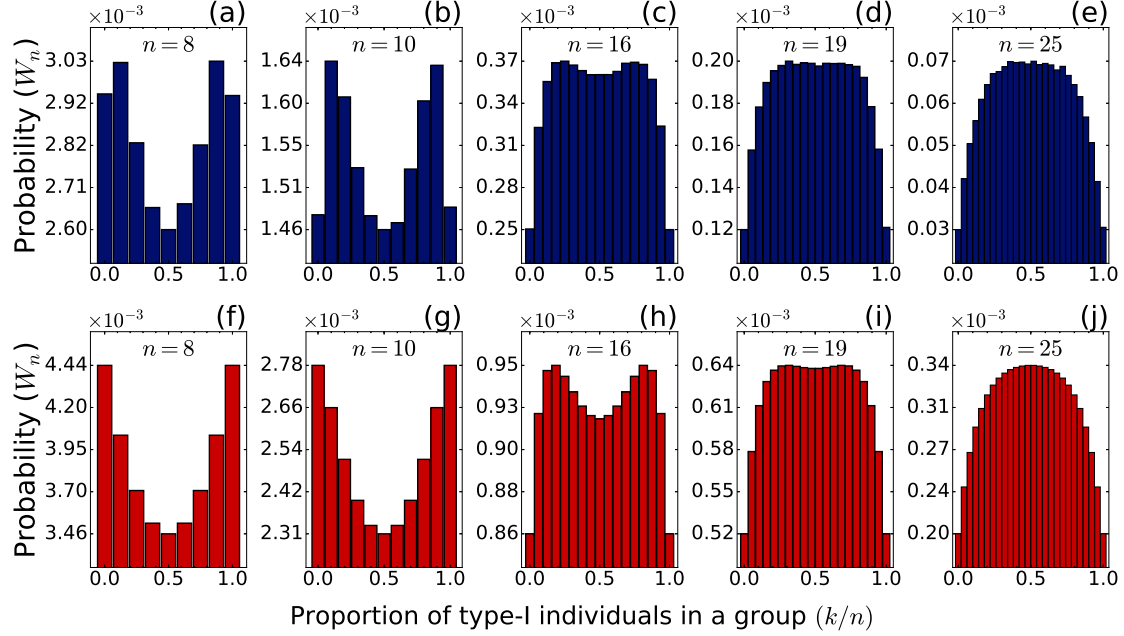 ×10⁻³ (a) ×10⁻³ (b) ×10⁻³ (c) ×10⁻³ (d) ×10⁻³ (e)
n = 8 n = 10 n = 16 n = 19 n = 25
Probability (Wₙ)
3.03 1.64 0.37 0.20 0.07
2.92 1.60 0.34 0.18 0.06
2.82 1.55 0.31 0.16 0.05
2.71 1.51 0.28 0.14 0.04
2.60 1.46 0.25 0.12 0.03
0.0 0.5 1.0 0.0 0.5 1.0 0.0 0.5 1.0 0.0 0.5 1.0 0.0 0.5 1.0
×10⁻³ (f) ×10⁻³ (g) ×10⁻³ (h) ×10⁻³ (i) ×10⁻³ (j)
n = 8 n = 10 n = 16 n = 19 n = 25
Probability (Wₙ)
4.44 2.78 0.95 0.64 0.34
4.20 2.66 0.93 0.61 0.31
3.95 2.54 0.90 0.58 0.27
3.70 2.42 0.88 0.55 0.24
3.46 2.31 0.86 0.52 0.20
0.0 0.5 1.0 0.0 0.5 1.0 0.0 0.5 1.0 0.0 0.5 1.0 0.0 0.5 1.0
Proportion of type-I individuals in a group (k/n)